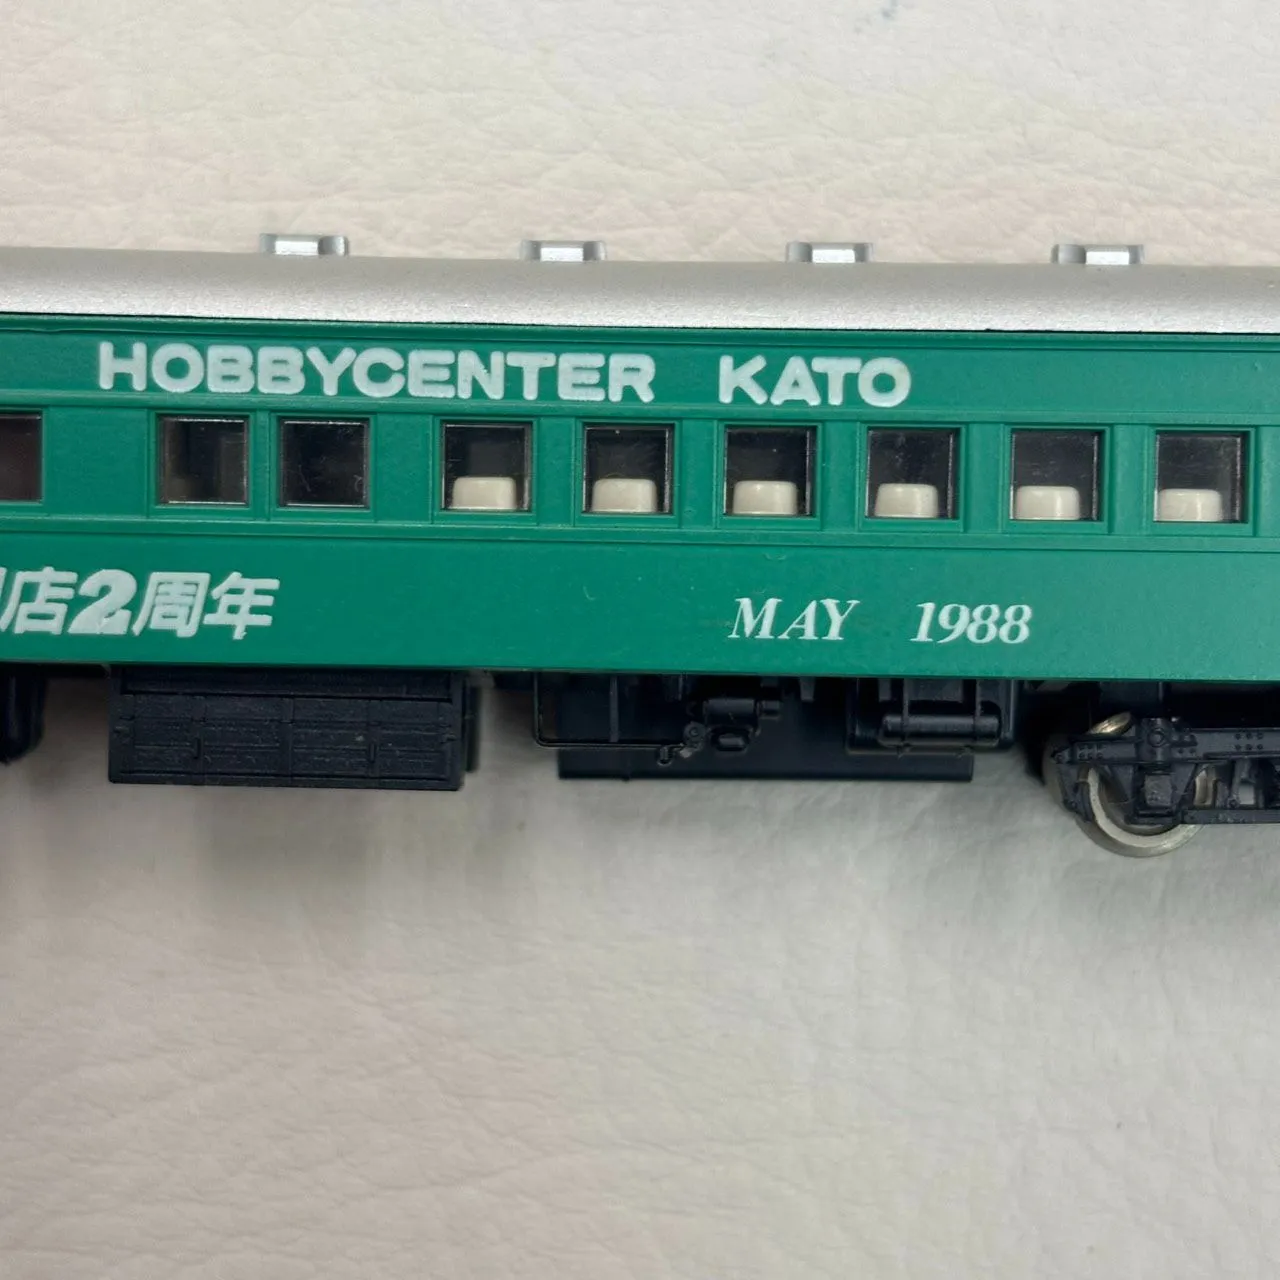 HOBBYCENTER KATO
店2周年 MAY 1988